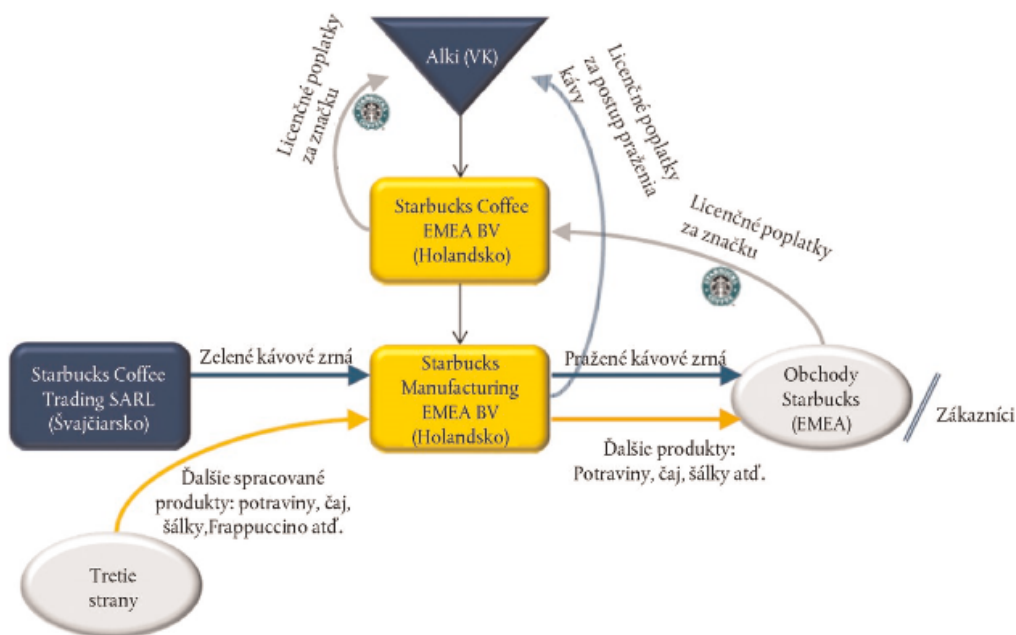 Alki (VK)
Licenčné poplatky
za značku
Licenčné poplatky
za postup praženia
kávy
Starbucks Coffee
EMEA BV
(Holandsko)
Licenčné poplatky
za značku
Zelené kávové zrná
Pražené kávové zrná
Starbucks Coffee
Trading SARL
(Švajčiarsko)
Starbucks
Manufacturing
EMEA BV
(Holandsko)
Obchody
Starbucks
(EMEA)
Zákazníci
Ďalšie produkty:
Potraviny, čaj, šálky atď.
Ďalšie spracované
produkty: potraviny, čaj,
šálky,Frappuccino atď.
Tretie
strany